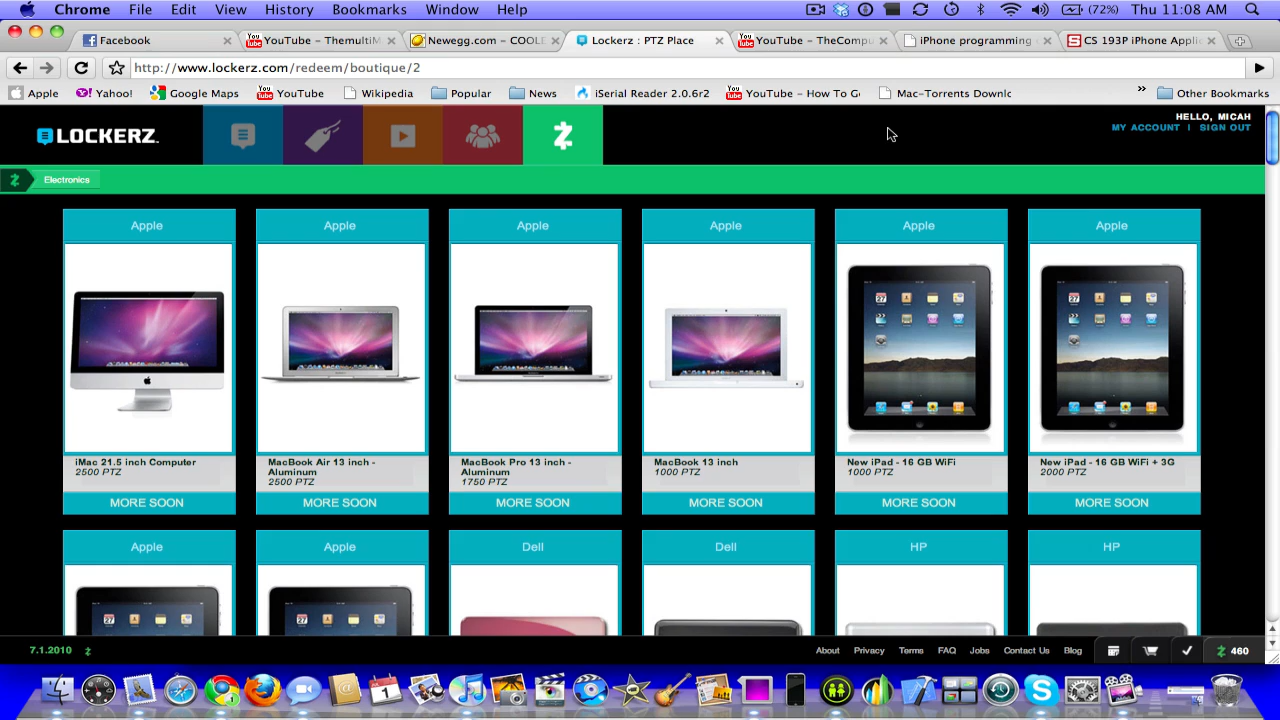 Chrome File Edit View History Bookmarks Window Help (72%) Thu 11:08 AM
Facebook YouTube - ThemultiM Newegg.com - COOLE Lockerz : PTZ Place YouTube - TheCompu iPhone programming CS 193P iPhone Applic
http://www.lockerz.com/redeem/boutique/2
Apple Yahoo! Google Maps YouTube Wikipedia Popular News iSerial Reader 2.0.6r2 YouTube - How To G Mac-Torrents Downlc » Other Bookmarks
LOCKERZ
HELLO, MICAH
MY ACCOUNT | SIGN OUT
Electronics
Apple Apple Apple Apple Apple Apple
iMac 21.5 inch Computer
2500 PTZ
MacBook Air 13 inch -
Aluminum
2500 PTZ
MacBook Pro 13 inch -
Aluminum
1750 PTZ
MacBook 13 inch
1000 PTZ
New iPad - 16 GB WiFi
1000 PTZ
New iPad - 16 GB WiFi + 3G
2000 PTZ
MORE SOON MORE SOON MORE SOON MORE SOON MORE SOON MORE SOON
Apple Apple Dell Dell HP HP
7.1.2010 About Privacy Terms FAQ Jobs Contact Us Blog 460